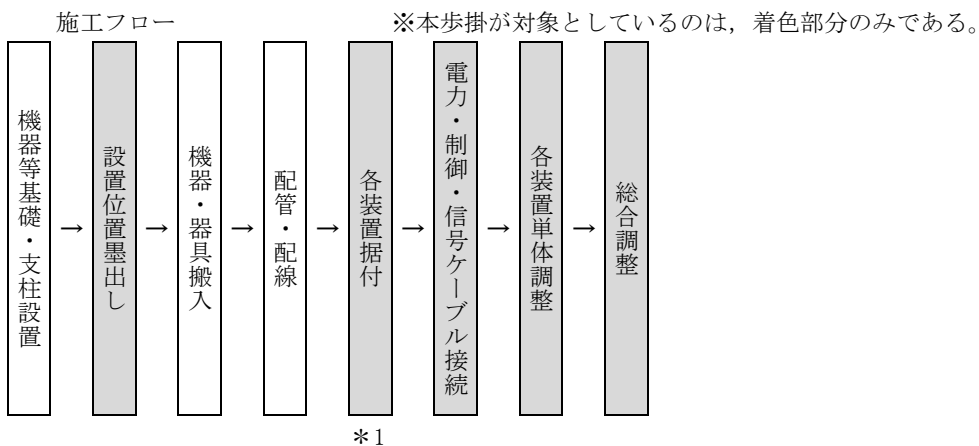 施工フロー
※本歩掛が対象としているのは，着色部分のみである。
機器等基礎・支柱設置
→
設置位置墨出し
→
機器・器具搬入
→
配管・配線
→
各装置据付
→
電力・制御・信号ケーブル接続
→
各装置単体調整
→
総合調整
＊1